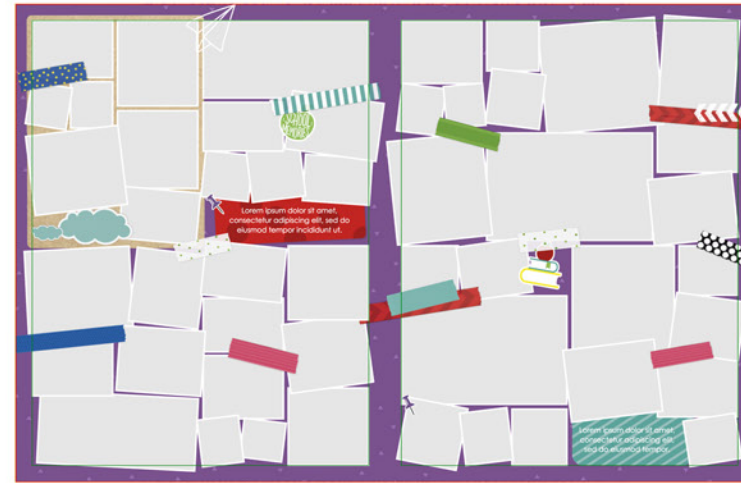 Lorem ipsum dolor sit amet,
consectetur adipiscing elit, sed do
eiusmod tempor incididunt ut.
Lorem ipsum dolor sit amet,
consectetur adipiscing elit,
sed do eiusmod tempor.